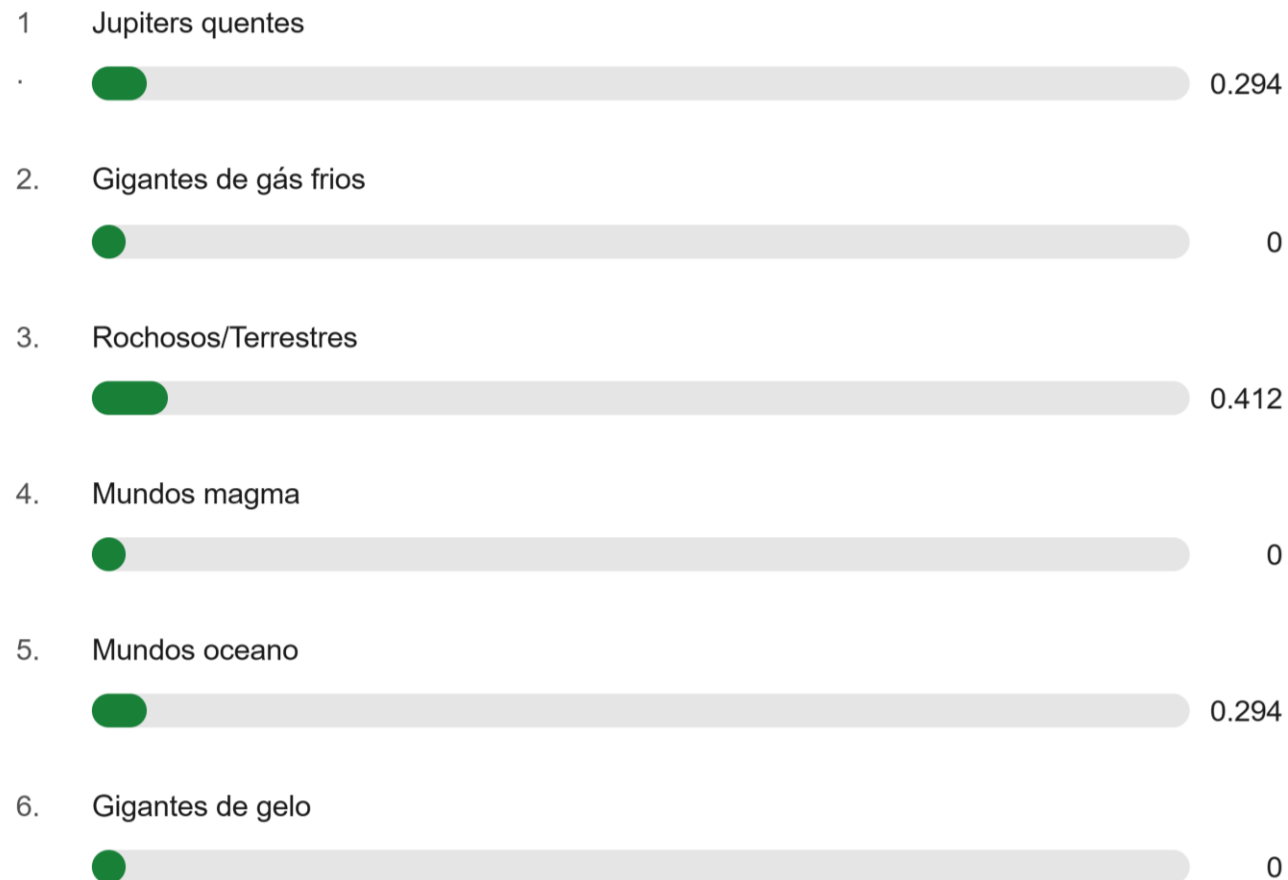 1 Jupiters quentes
. 0.294
2. Gigantes de gás frios
0
3. Rochosos/Terrestres
0.412
4. Mundos magma
0
5. Mundos oceano
0.294
6. Gigantes de gelo
0